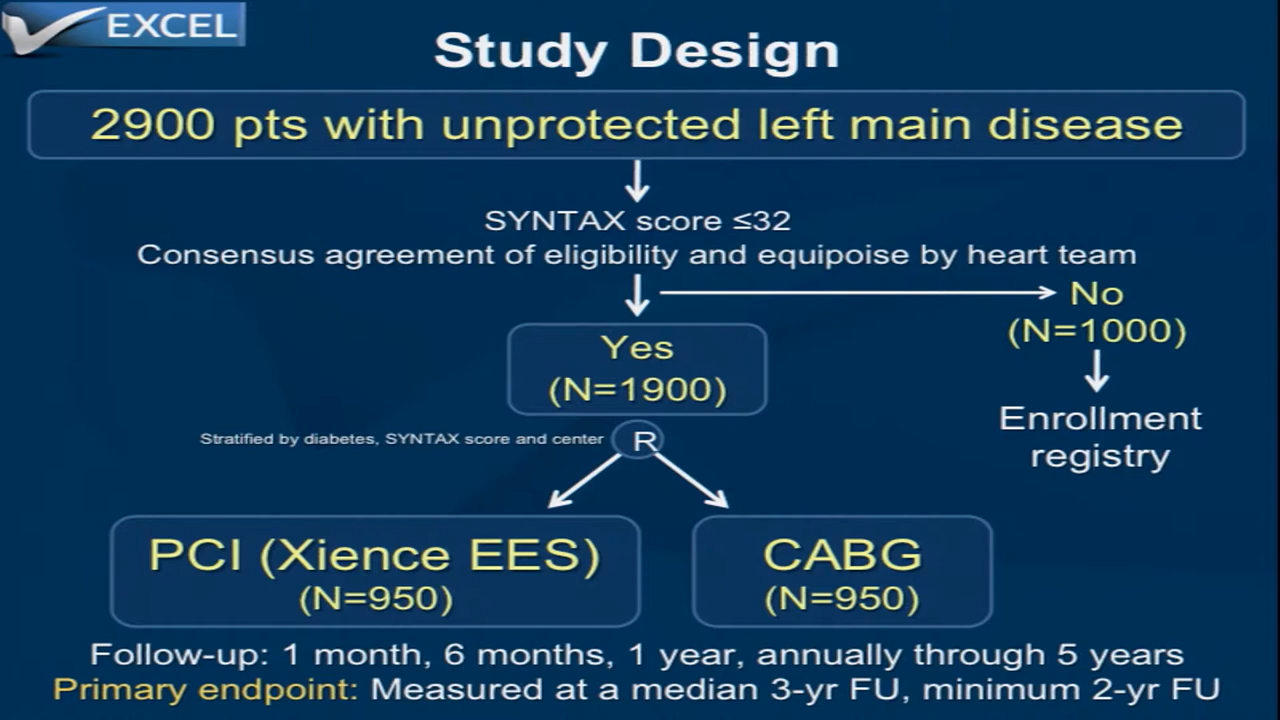 EXCEL
Study Design
2900 pts with unprotected left main disease
SYNTAX score ≤32
Consensus agreement of eligibility and equipoise by heart team
No
(N=1000)
Yes
(N=1900)
Enrollment
registry
Stratified by diabetes, SYNTAX score and center
R
PCI (Xience EES)
(N=950)
CABG
(N=950)
Follow-up: 1 month, 6 months, 1 year, annually through 5 years
Primary endpoint: Measured at a median 3-yr FU, minimum 2-yr FU